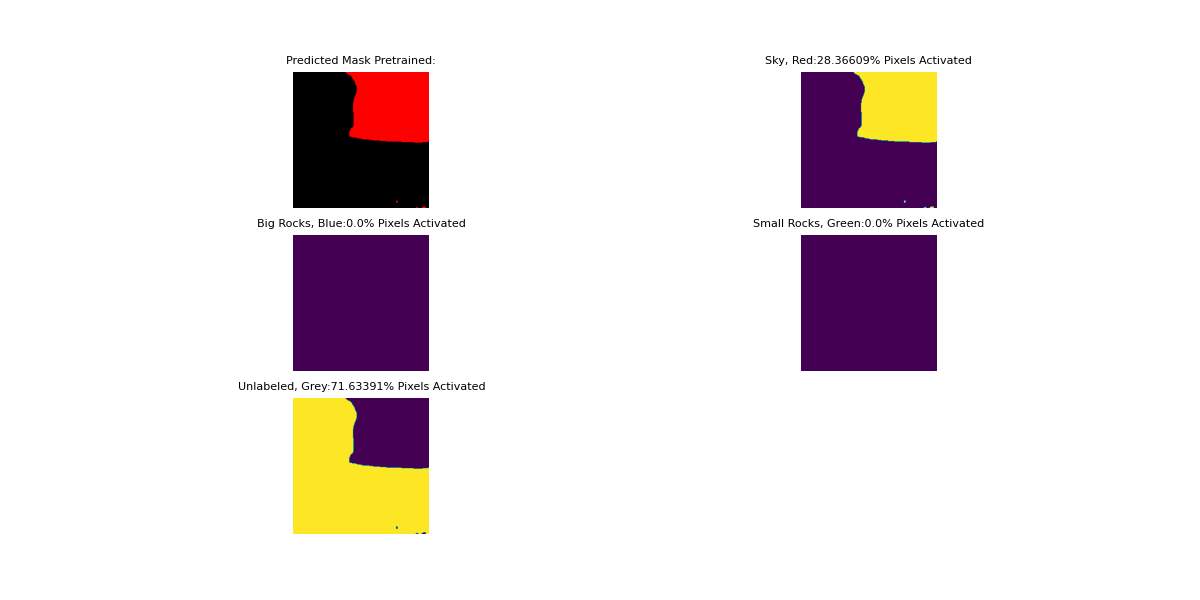 Predicted Mask Pretrained:
Sky, Red:28.36609% Pixels Activated
Big Rocks, Blue:0.0% Pixels Activated
Small Rocks, Green:0.0% Pixels Activated
Unlabeled, Grey:71.63391% Pixels Activated